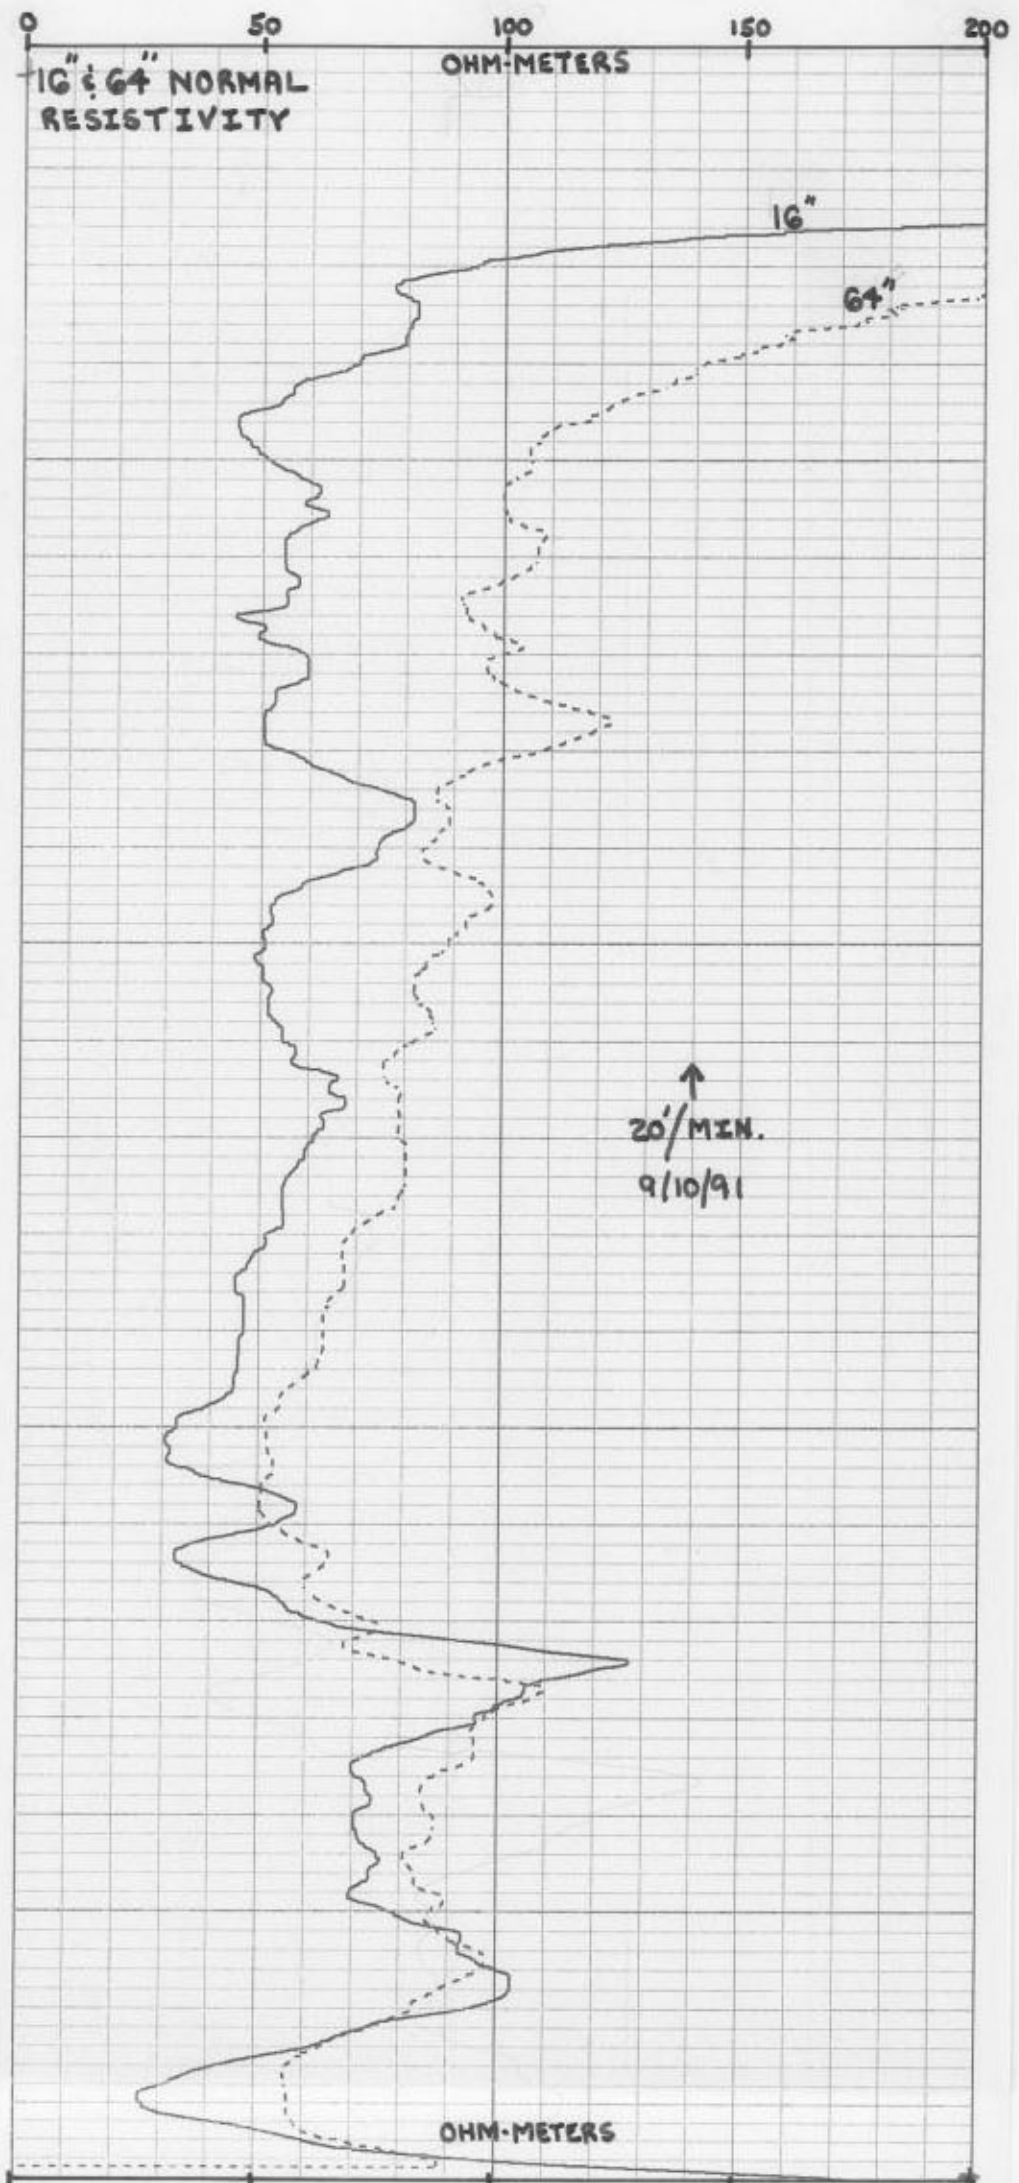 0 50 100 150 200
OHM-METERS
16" & 64" NORMAL
RESISTIVITY
16"
64"
20'/MIN.
9/10/91
OHM-METERS